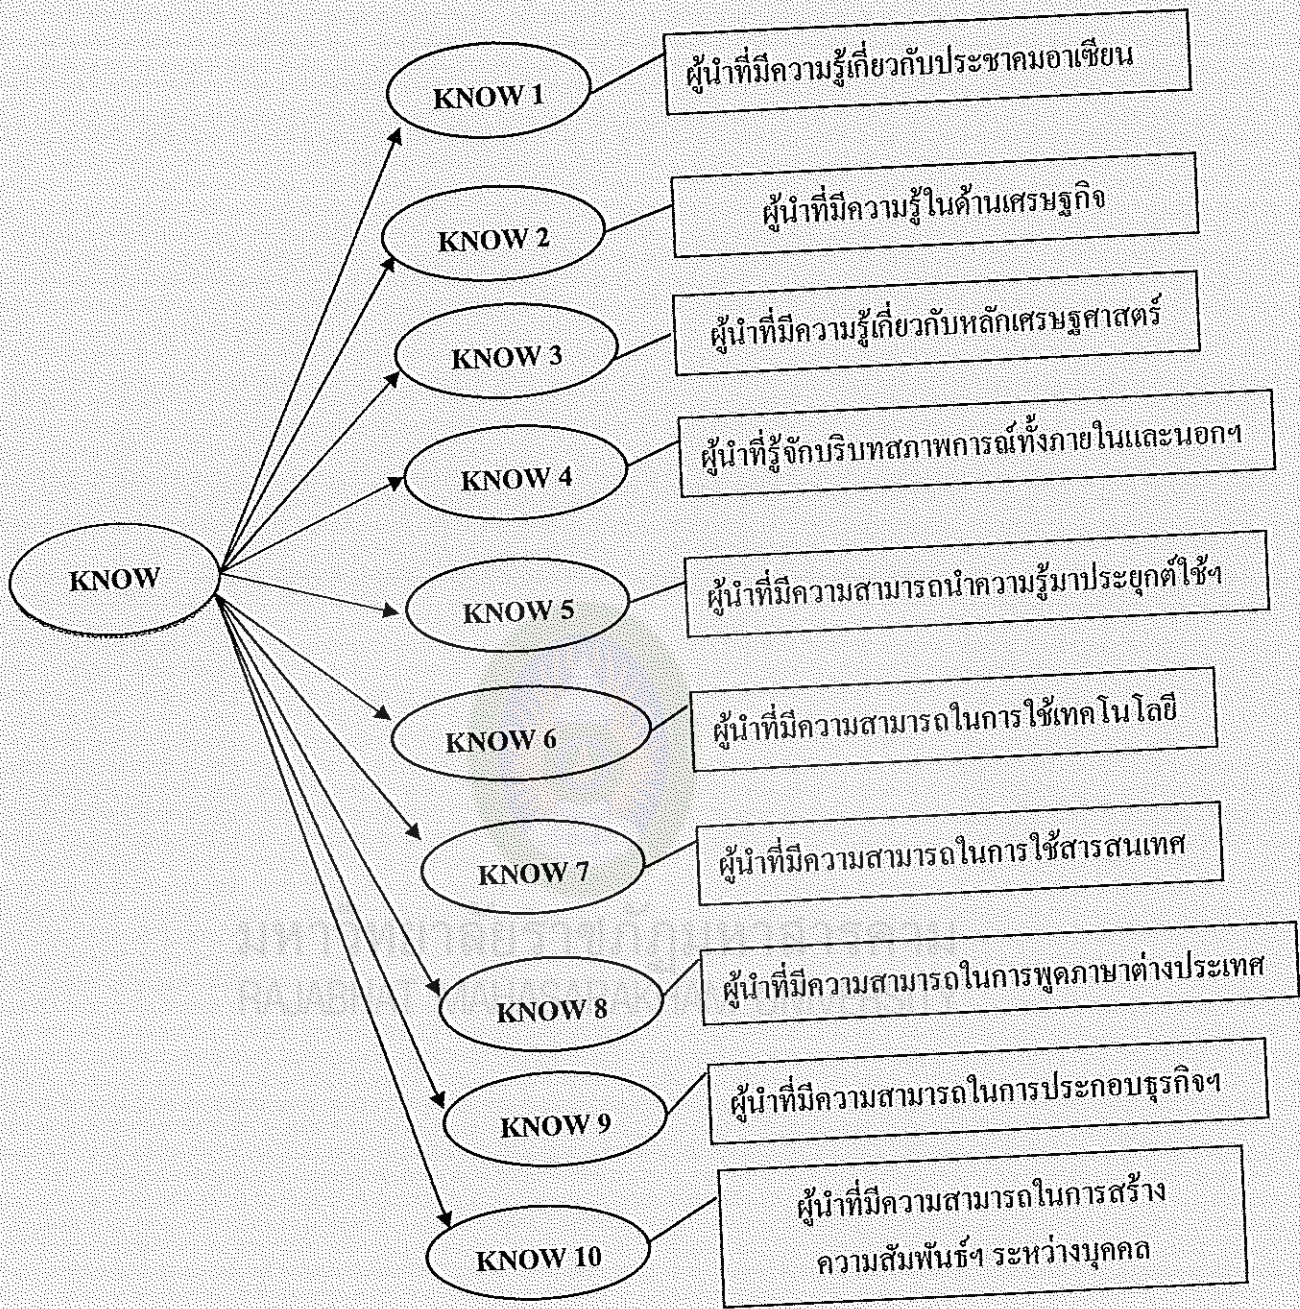 KNOW 1
ผู้นำที่มีความรู้เกี่ยวกับประชาคมอาเซียน
KNOW 2
ผู้นำที่มีความรู้ในด้านเศรษฐกิจ
KNOW 3
ผู้นำที่มีความรู้เกี่ยวกับหลักเศรษฐศาสตร์
KNOW 4
ผู้นำที่รู้จักบริบทสภาพการณ์ทั้งภายในและนอกฯ
KNOW
KNOW 5
ผู้นำที่มีความสามารถนำความรู้มาประยุกต์ใช้ฯ
KNOW 6
ผู้นำที่มีความสามารถในการใช้เทคโนโลยี
KNOW 7
ผู้นำที่มีความสามารถในการใช้สารสนเทศ
KNOW 8
ผู้นำที่มีความสามารถในการพูดภาษาต่างประเทศ
KNOW 9
ผู้นำที่มีความสามารถในการประกอบธุรกิจฯ
KNOW 10
ผู้นำที่มีความสามารถในการสร้าง
ความสัมพันธ์ฯ ระหว่างบุคคล